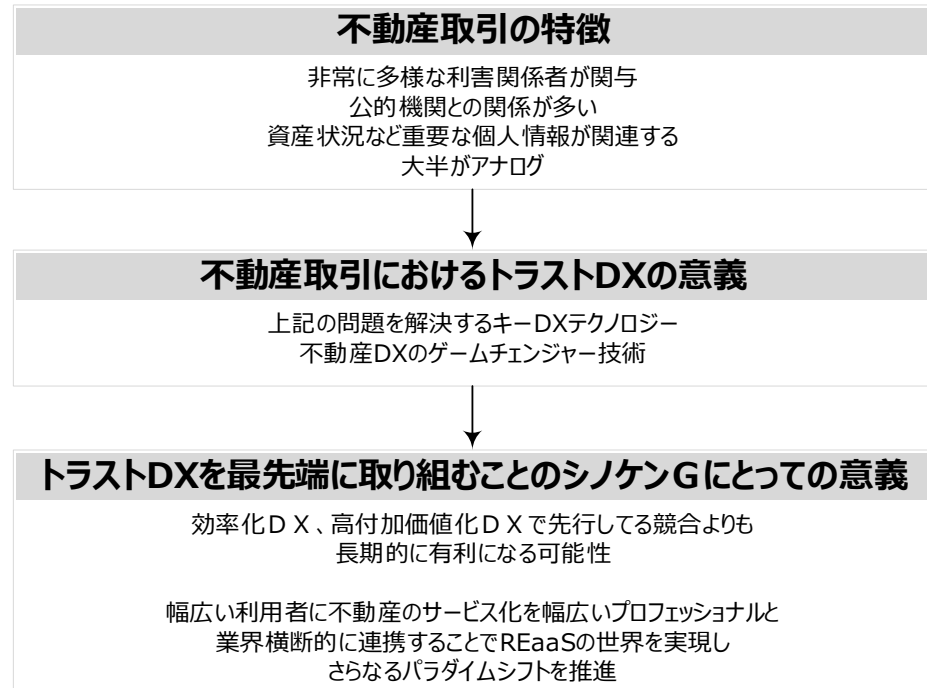 不動産取引の特徴
非常に多様な利害関係者が関与
公的機関との関係が多い
資産状況など重要な個人情報が関連する
大半がアナログ
不動産取引におけるトラストDXの意義
上記の問題を解決するキーDXテクノロジー
不動産DXのゲームチェンジャー技術
トラストDXを最先端に取り組むことのシノケンGにとっての意義
効率化ＤＸ、高付加価値化ＤＸで先行してる競合よりも
長期的に有利になる可能性
幅広い利用者に不動産のサービス化を幅広いプロフェッショナルと
業界横断的に連携することでREaaSの世界を実現し
さらなるパラダイムシフトを推進